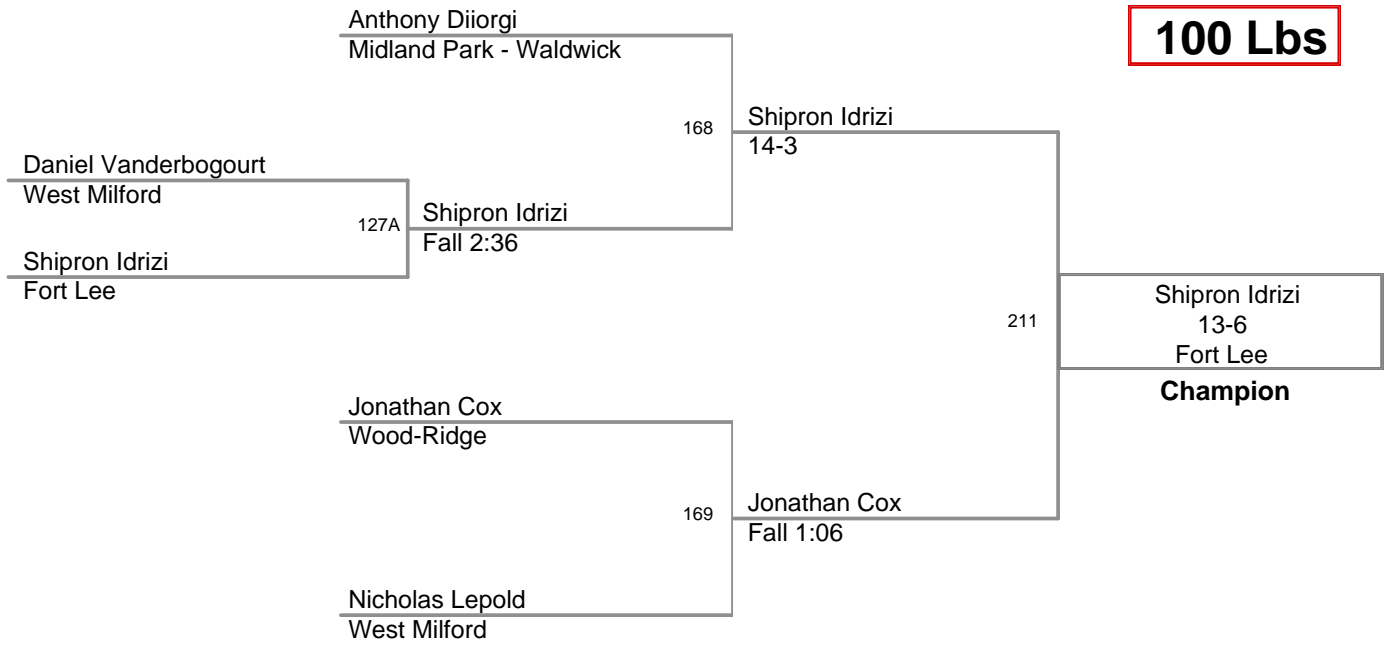 Anthony Diiorgi
Midland Park - Waldwick
100 Lbs
168
Shipron Idrizi
14-3
Daniel Vanderbogourt
West Milford
127A
Shipron Idrizi
Fall 2:36
Shipron Idrizi
Fort Lee
211
Shipron Idrizi
13-6
Fort Lee
Champion
Jonathan Cox
Wood-Ridge
169
Jonathan Cox
Fall 1:06
Nicholas Lepold
West Milford